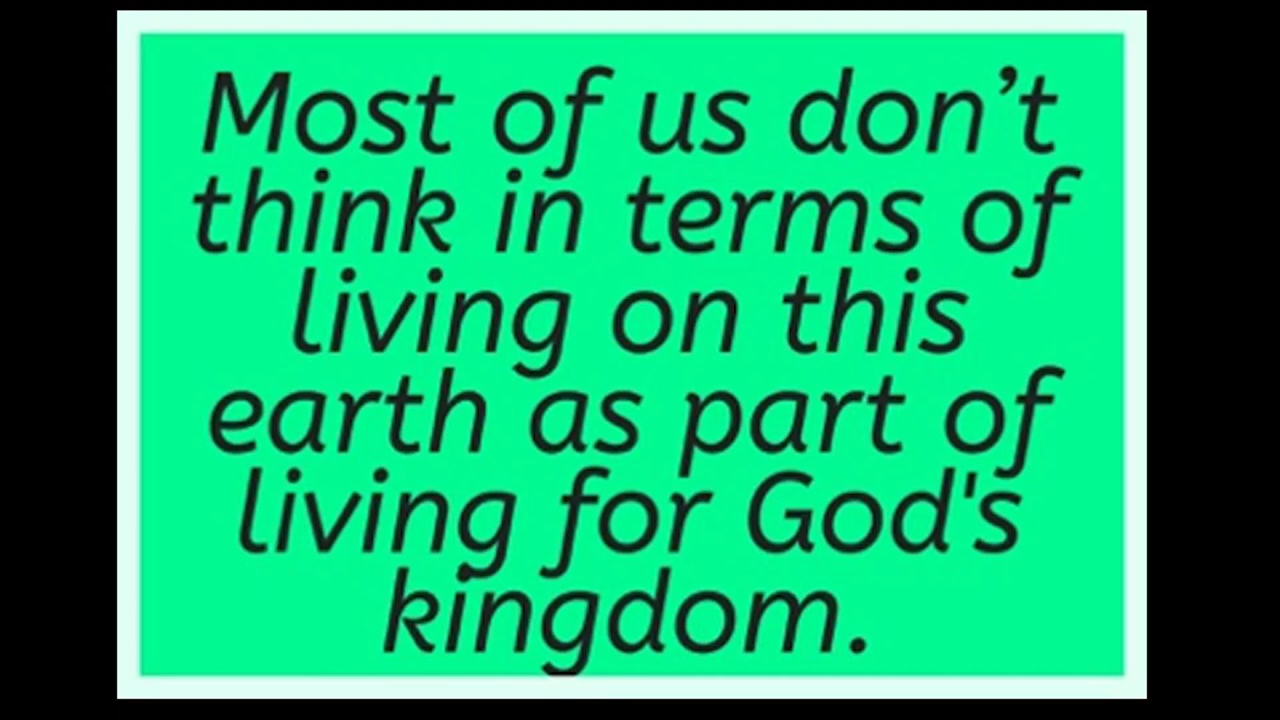 Most of us don’t
think in terms of
living on this
earth as part of
living for God's
kingdom.